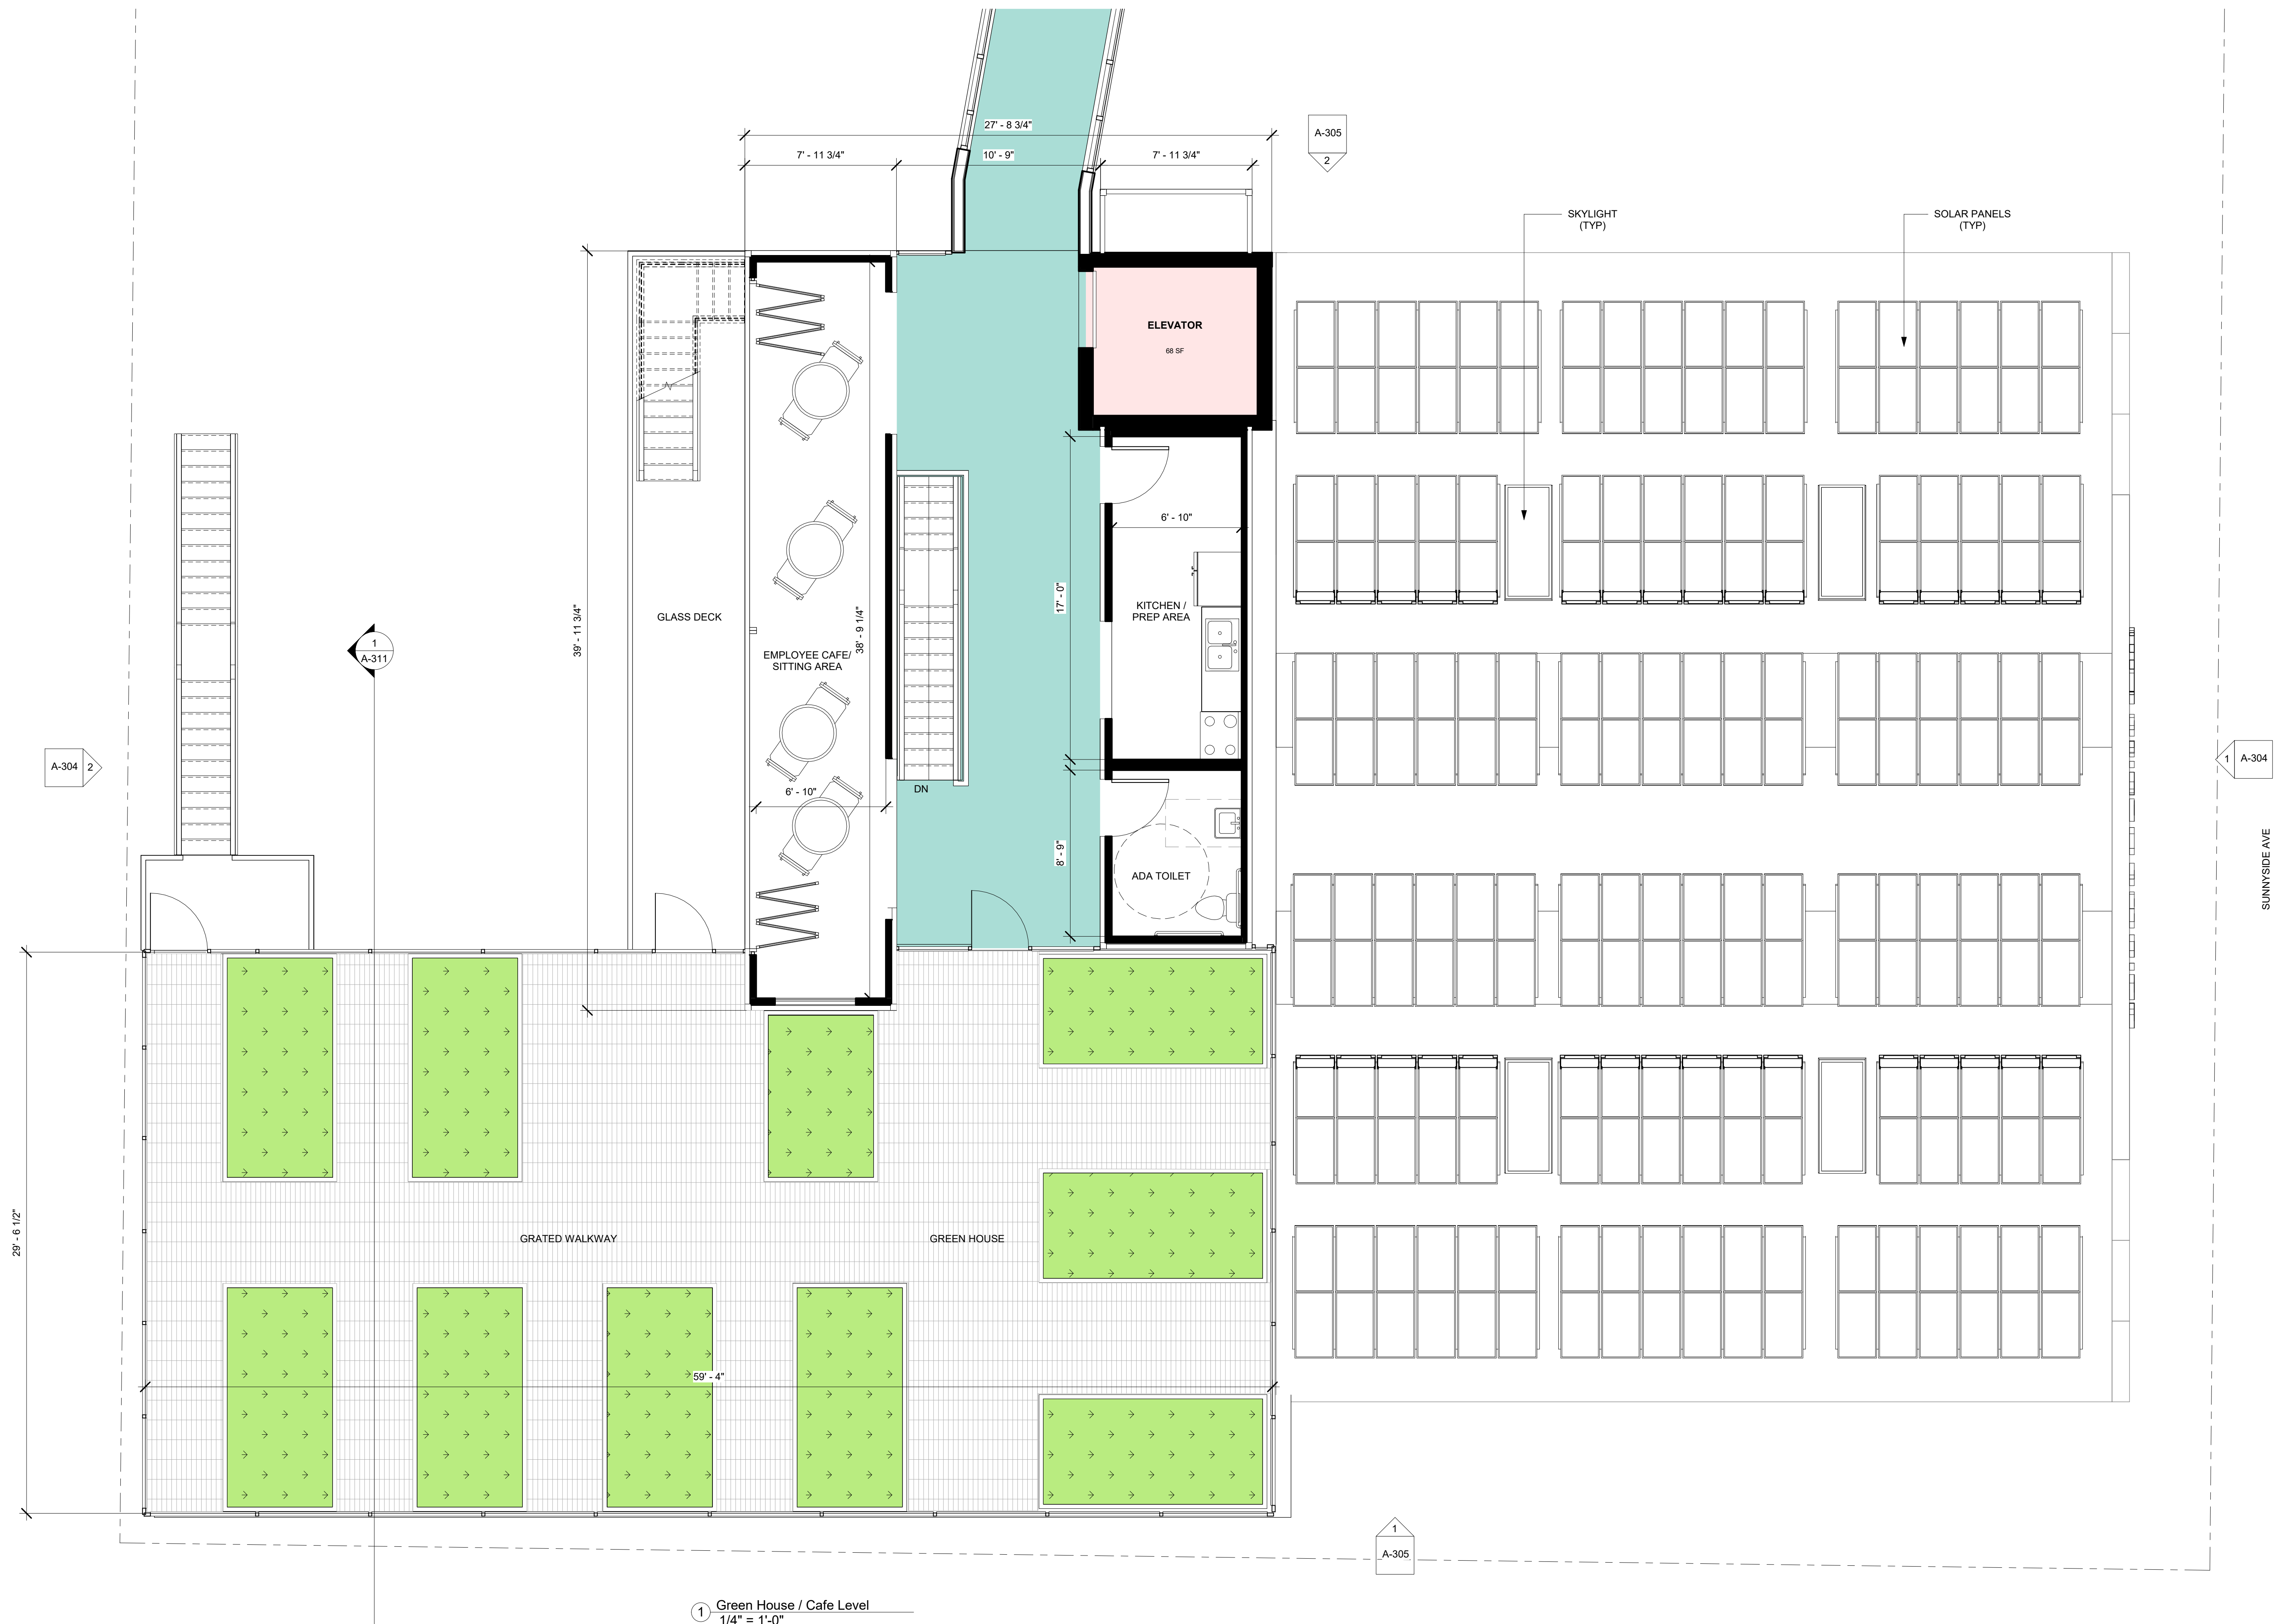 27' - 8 3/4"
7' - 11 3/4"
10' - 9"
7' - 11 3/4"
A-305
2
SKYLIGHT
(TYP)
SOLAR PANELS
(TYP)
ELEVATOR
68 SF
6' - 10"
17' - 0"
KITCHEN /
PREP AREA
39' - 11 3/4"
GLASS DECK
38' - 9 1/4"
EMPLOYEE CAFE/
SITTING AREA
1
A-311
A-304
2
1
A-304
6' - 10"
DN
8' - 9"
ADA TOILET
SUNNYSIDE AVE
29' - 6 1/2"
GRATED WALKWAY
GREEN HOUSE
59' - 4"
1
A-305
1
Green House / Cafe Level
1/4" = 1'-0"